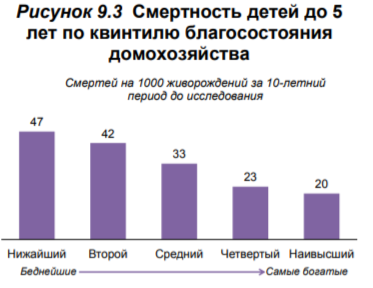 Рисунок 9.3 Смертность детей до 5
лет по квинтилю благосостояния
домохозяйства
Смертей на 1000 живорождений за 10-летний
период до исследования
47
42
33
23
20
Нижайший Второй Средний Четвертый Наивысший
Беднейшие Самые богатые